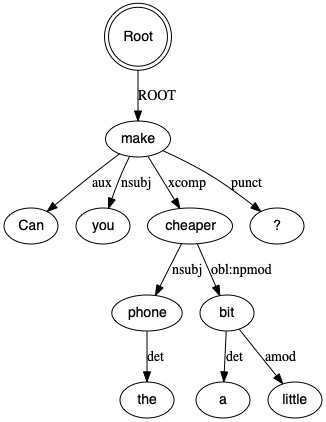 Root
ROOT
make
aux nsubj xcomp punct
Can you cheaper ?
nsubj obl:npmod
phone bit
det det amod
the a little